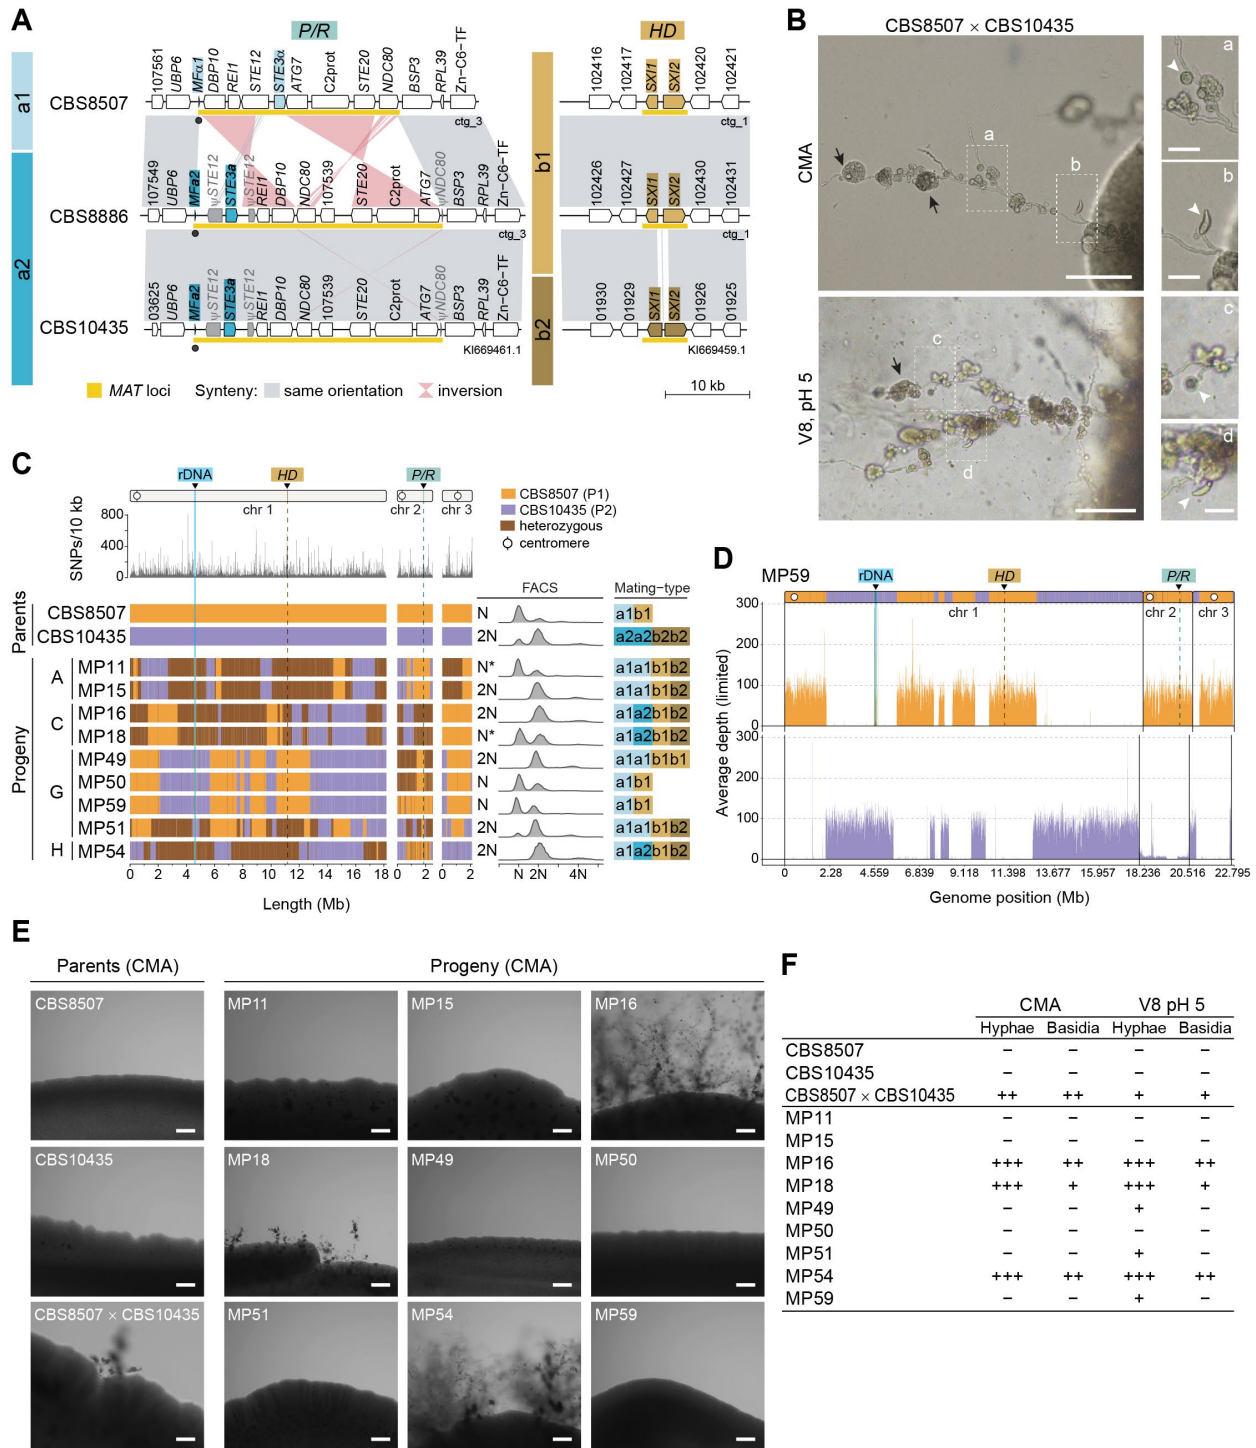 A
P/R
HD
a1
a2
b1
b2
107561 UBP6 MFα1 DBP10 REI1 STE12 STE3α ATG7 C2prot STE20 NDC80 BSP3 RPL39 Zn-C6-TF
102416 102417 SXI1 SXI2 102420 102421
CBS8507
ctg_3
ctg_1
107549 UBP6 MFa2 ψSTE12 STE3a ψSTE12 REI1 DBP10 NDC80 107539 STE20 C2prot ATG7 ψNDC80 BSP3 RPL39 Zn-C6-TF
102426 102427 SXI1 SXI2 102430 102431
CBS8886
ctg_3
ctg_1
03625 UBP6 MFa2 ψSTE12 STE3a ψSTE12 REI1 DBP10 NDC80 107539 STE20 C2prot ATG7 ψNDC80 BSP3 RPL39 Zn-C6-TF
01930 01929 SXI1 SXI2 01926 01925
CBS10435
KI669461.1
KI669459.1
MAT loci
Synteny:
same orientation
inversion
10 kb
B
CBS8507 × CBS10435
CMA
a
b
a
b
V8, pH 5
c
d
c
d
C
rDNA
HD
P/R
chr 1
chr 2
chr 3
SNPs/10 kb
800
400
0
CBS8507 (P1)
CBS10435 (P2)
heterozygous
centromere
FACS
Mating-type
Parents
CBS8507 N a1b1
CBS10435 2N a2a2b2b2
Progeny
A
MP11 N* a1a1b1b2
MP15 2N a1a1b1b2
C
MP16 2N a1a2b1b2
MP18 N* a1a2b1b2
G
MP49 2N a1a1b1b1
MP50 N a1b1
MP59 N a1b1
MP51 2N a1a1b1b2
H
MP54 2N a1a2b1b2
0 2 4 6 8 10 12 14 16 18 0 2 0 2
N 2N 4N
Length (Mb)
D
MP59
rDNA
HD
P/R
chr 1
chr 2
chr 3
Average depth (limited)
300
200
100
0
300
200
100
0
0 2.28 4.559 6.839 9.118 11.398 13.677 15.957 18.236 20.516 22.795
Genome position (Mb)
E
Parents (CMA)
Progeny (CMA)
CBS8507
MP11
MP15
MP16
CBS10435
MP18
MP49
MP50
CBS8507 × CBS10435
MP51
MP54
MP59
F
CMA V8 pH 5
Hyphae Basidia Hyphae Basidia
CBS8507 − − − −
CBS10435 − − − −
CBS8507 × CBS10435 ++ ++ + +
MP11 − − − −
MP15 − − − −
MP16 +++ ++ +++ ++
MP18 +++ + +++ +
MP49 − − + −
MP50 − − − −
MP51 − − + −
MP54 +++ ++ +++ ++
MP59 − − + −